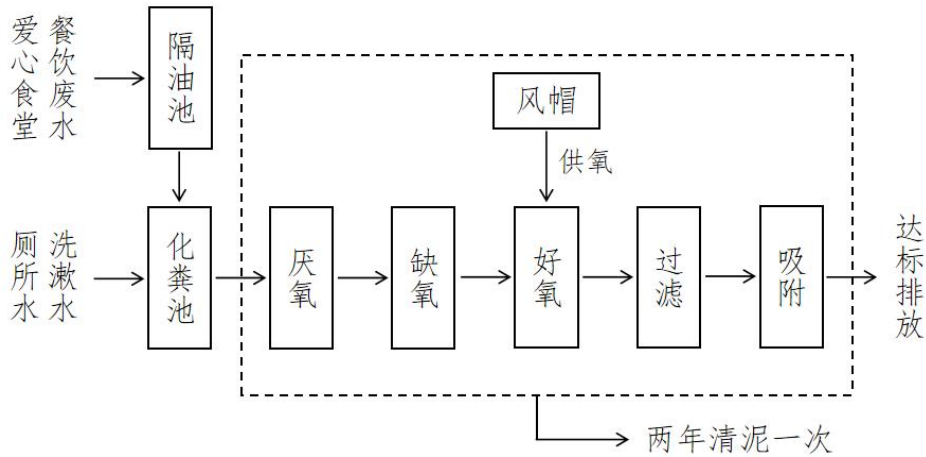 爱心食堂
餐饮废水
隔油池
风帽
供氧
厕所水
洗漱水
化粪池
厌氧
缺氧
好氧
过滤
吸附
达标排放
两年清泥一次